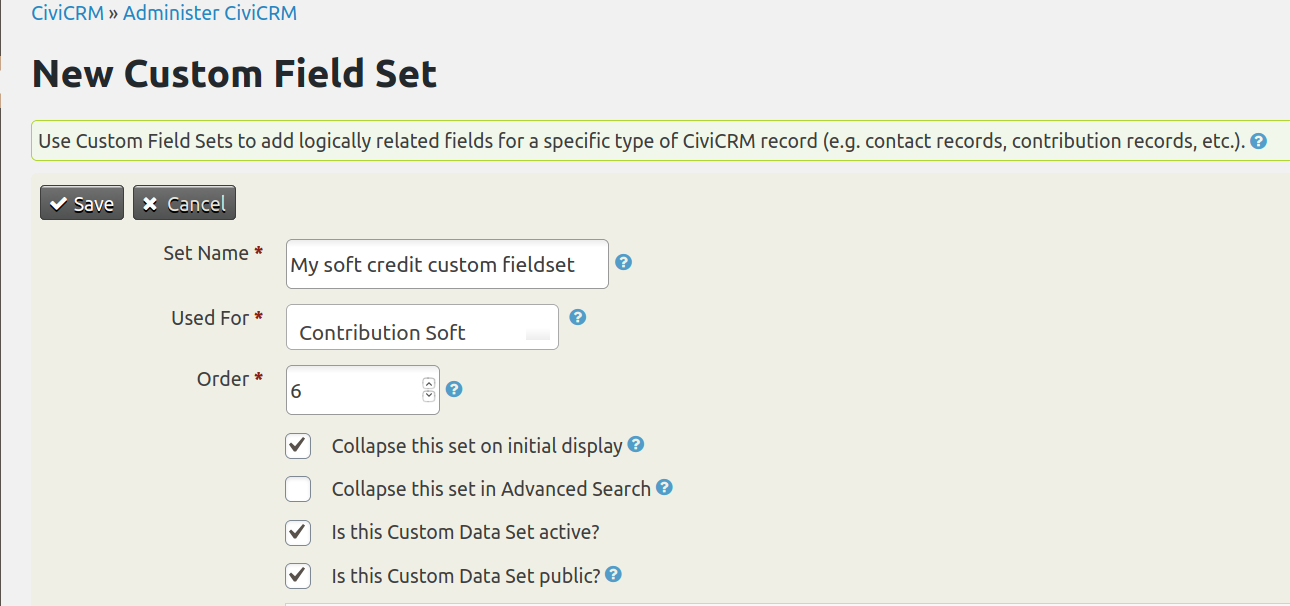 CiviCRM » Administer CiviCRM
New Custom Field Set
Use Custom Field Sets to add logically related fields for a specific type of CiviCRM record (e.g. contact records, contribution records, etc.). ?
Save Cancel
Set Name * My soft credit custom fieldset ?
Used For * Contribution Soft ?
Order * 6 ?
Collapse this set on initial display ?
Collapse this set in Advanced Search ?
Is this Custom Data Set active?
Is this Custom Data Set public? ?